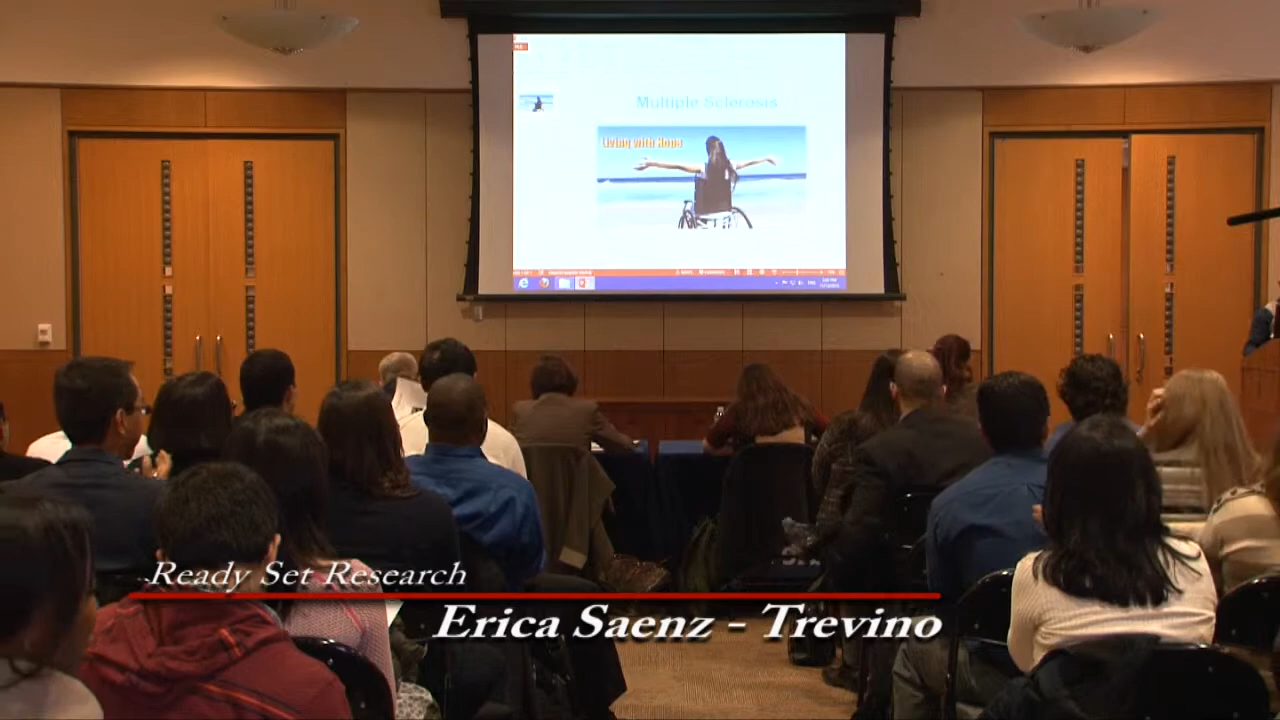 Multiple Sclerosis
Living with Hope
Ready Set Research
Erica Saenz - Trevino